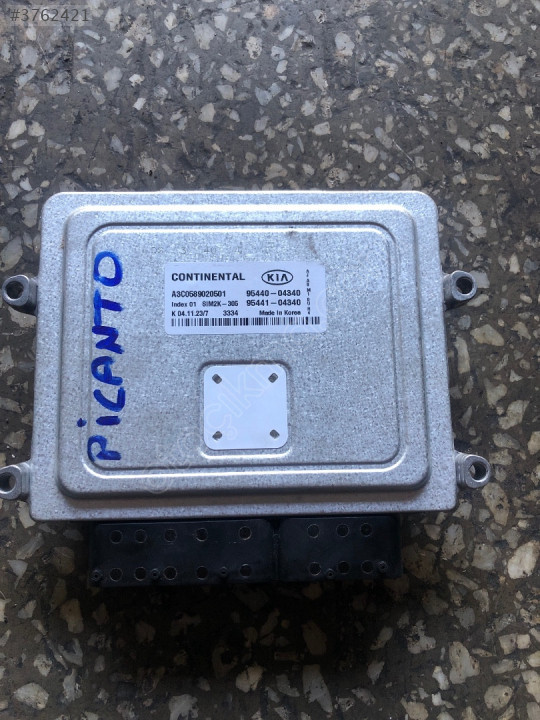 #3762421
CONTINENTAL KIA
A3C0589020501 95440-04340
Index 01 SIM2K-305 95441-04340
K 04.11.23/7 3334 Made in Korea
PiCANTO